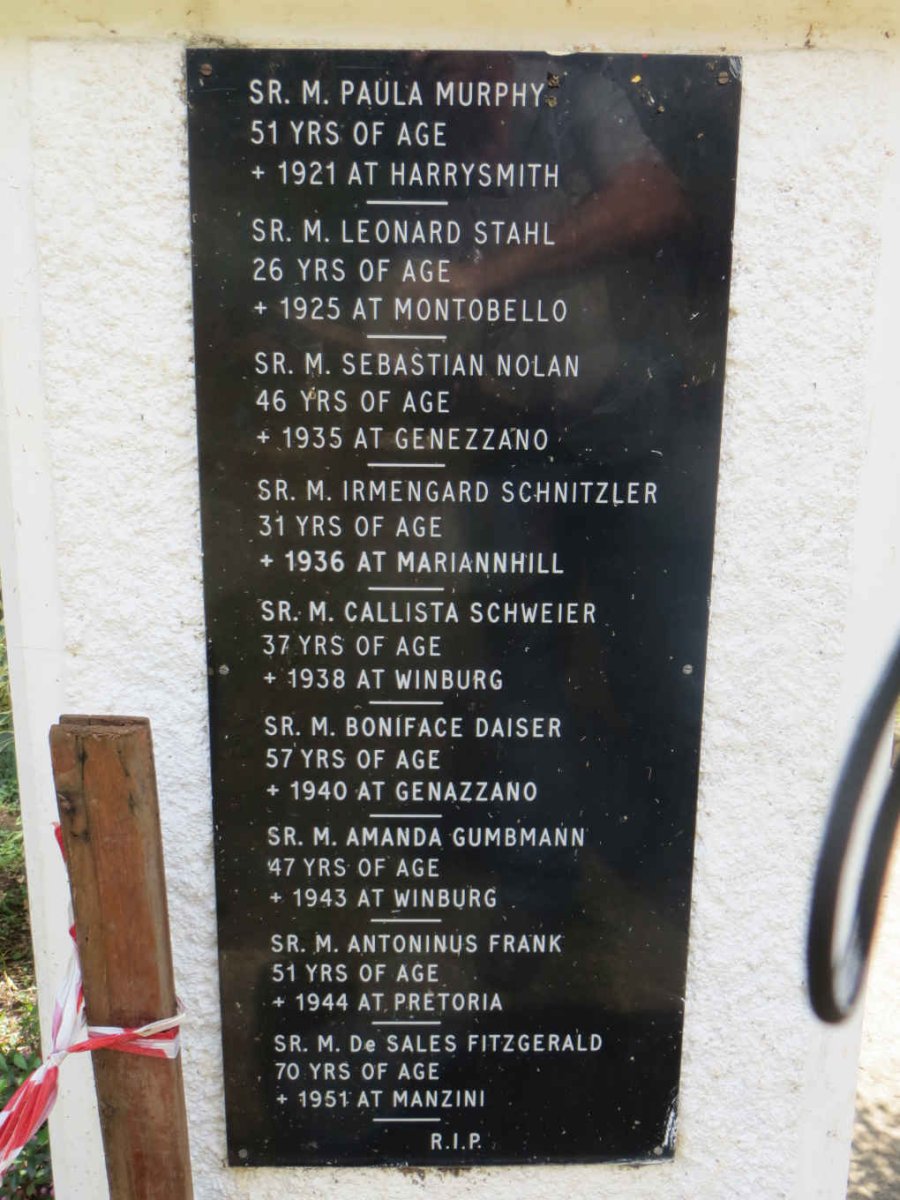 SR. M. PAULA MURPHY
51 YRS OF AGE
+ 1921 AT HARRYSMITH
SR. M. LEONARD STAHL
26 YRS OF AGE
+ 1925 AT MONTOBELLO
SR. M. SEBASTIAN NOLAN
46 YRS OF AGE
+ 1935 AT GENEZZANO
SR. M. IRMENGARD SCHNITZLER
31 YRS OF AGE
+ 1936 AT MARIANNHILL
SR. M. CALLISTA SCHWEIER
37 YRS OF AGE
+ 1938 AT WINBURG
SR. M. BONIFACE DAISER
57 YRS OF AGE
+ 1940 AT GENAZZANO
SR. M. AMANDA GUMBMANN
47 YRS OF AGE
+ 1943 AT WINBURG
SR. M. ANTONINUS FRANK
51 YRS OF AGE
+ 1944 AT PRETORIA
SR. M. De SALES FITZGERALD
70 YRS OF AGE
+ 1951 AT MANZINI
R.I.P.